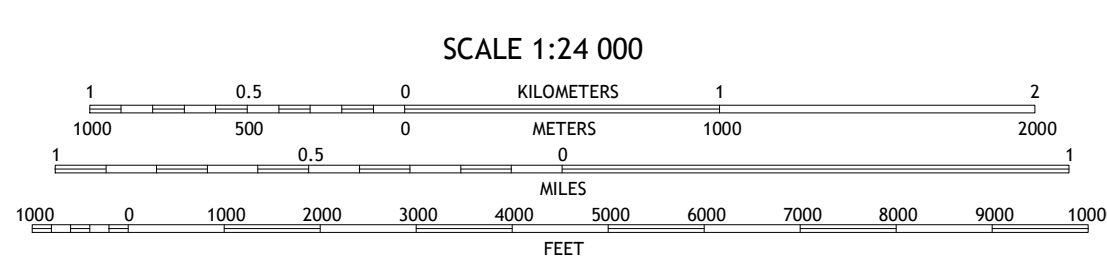 SCALE 1:24 000
1 0.5 0 KILOMETERS 1 2
1000 500 0 METERS 1000 2000
1 0.5 0 1
MILES
1000 0 1000 2000 3000 4000 5000 6000 7000 8000 9000 1000
FEET